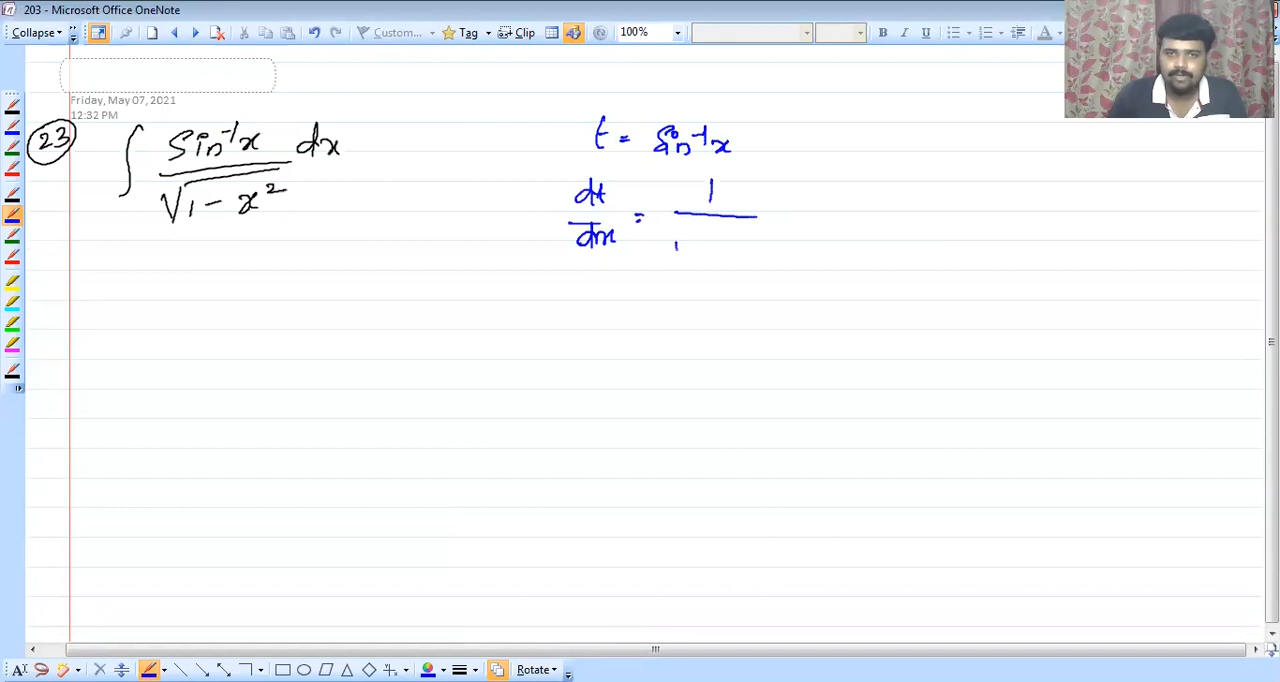 203 - Microsoft Office OneNote
Collapse Custom... Tag Clip 100% B I U A
Friday, May 07, 2021
12:32 PM
23 ∫ Sin⁻¹x / √1 - x² dx
t = Sin⁻¹x
dt/dx = 1
Rotate